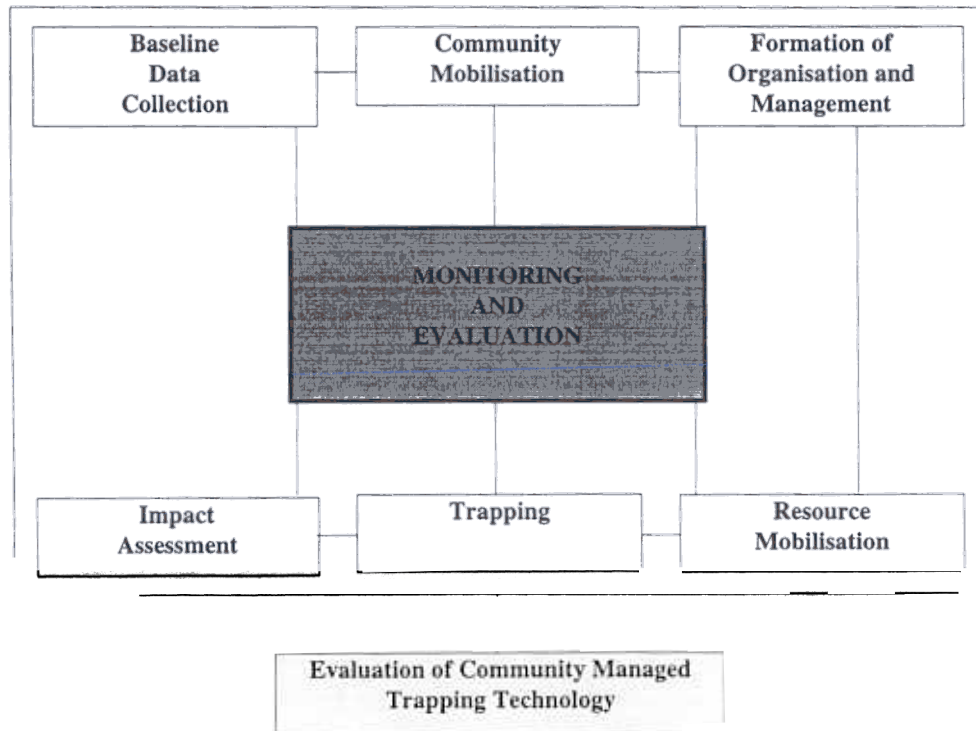 Baseline
Data
Collection
Community
Mobilisation
Formation of
Organisation and
Management
MONITORING
AND
EVALUATION
Impact
Assessment
Trapping
Resource
Mobilisation
Evaluation of Community Managed
Trapping Technology